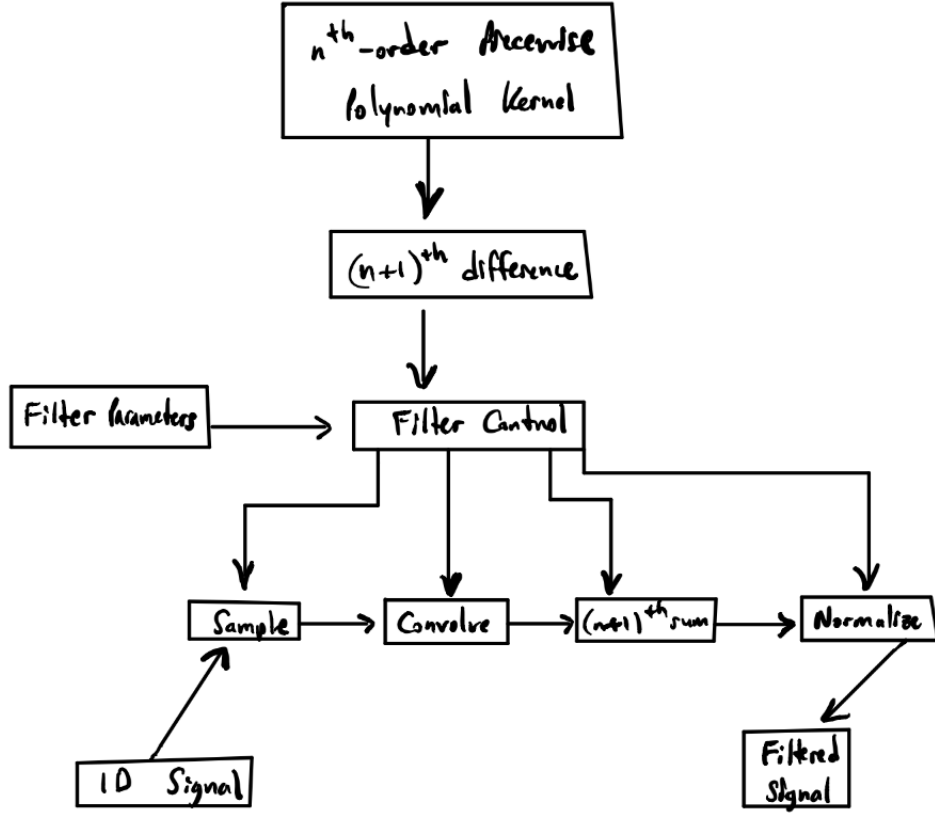 nth-order Piecewise
Polynomial Kernel
(n+1)th difference
Filter Parameters
Filter Control
Sample
Convolve
(n+1)th sum
Normalize
1D Signal
Filtered
Signal